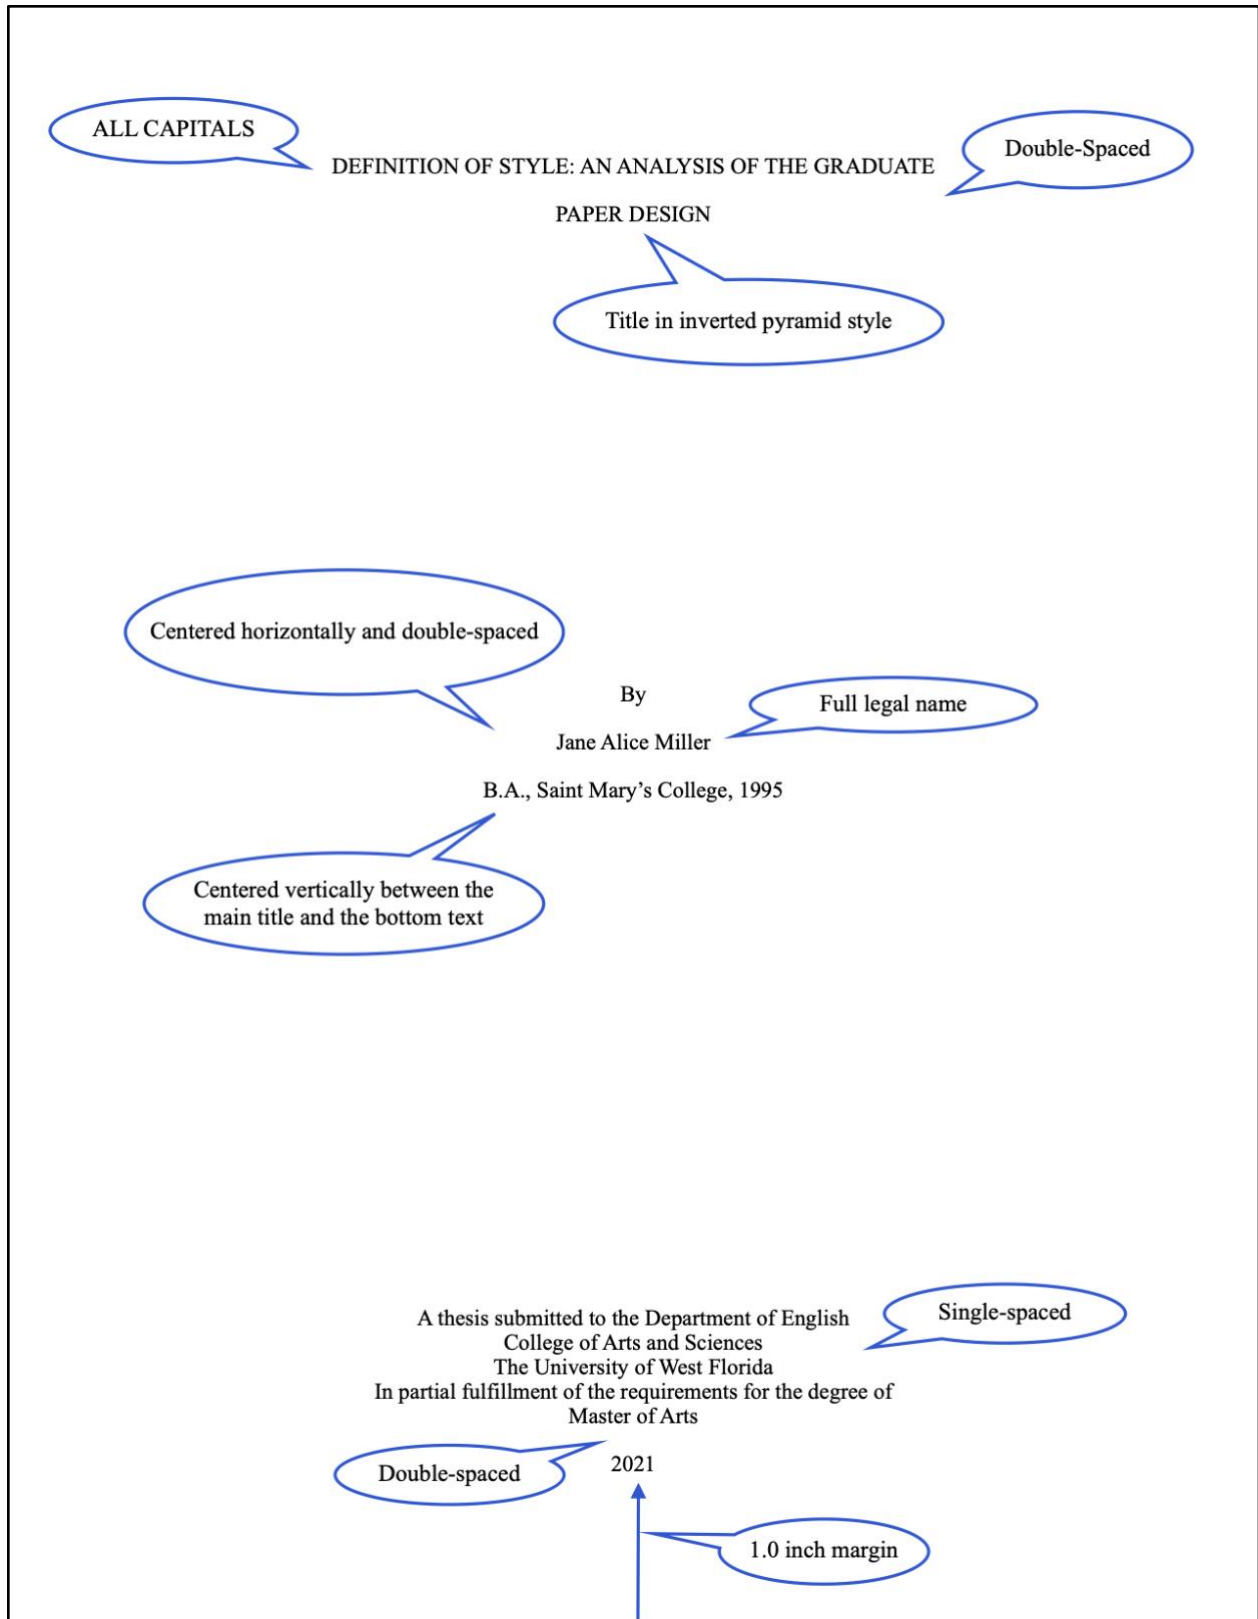 ALL CAPITALS
Double-Spaced
DEFINITION OF STYLE: AN ANALYSIS OF THE GRADUATE
PAPER DESIGN
Title in inverted pyramid style
Centered horizontally and double-spaced
By
Full legal name
Jane Alice Miller
B.A., Saint Mary’s College, 1995
Centered vertically between the
main title and the bottom text
A thesis submitted to the Department of English
Single-spaced
College of Arts and Sciences
The University of West Florida
In partial fulfillment of the requirements for the degree of
Master of Arts
Double-spaced
2021
1.0 inch margin